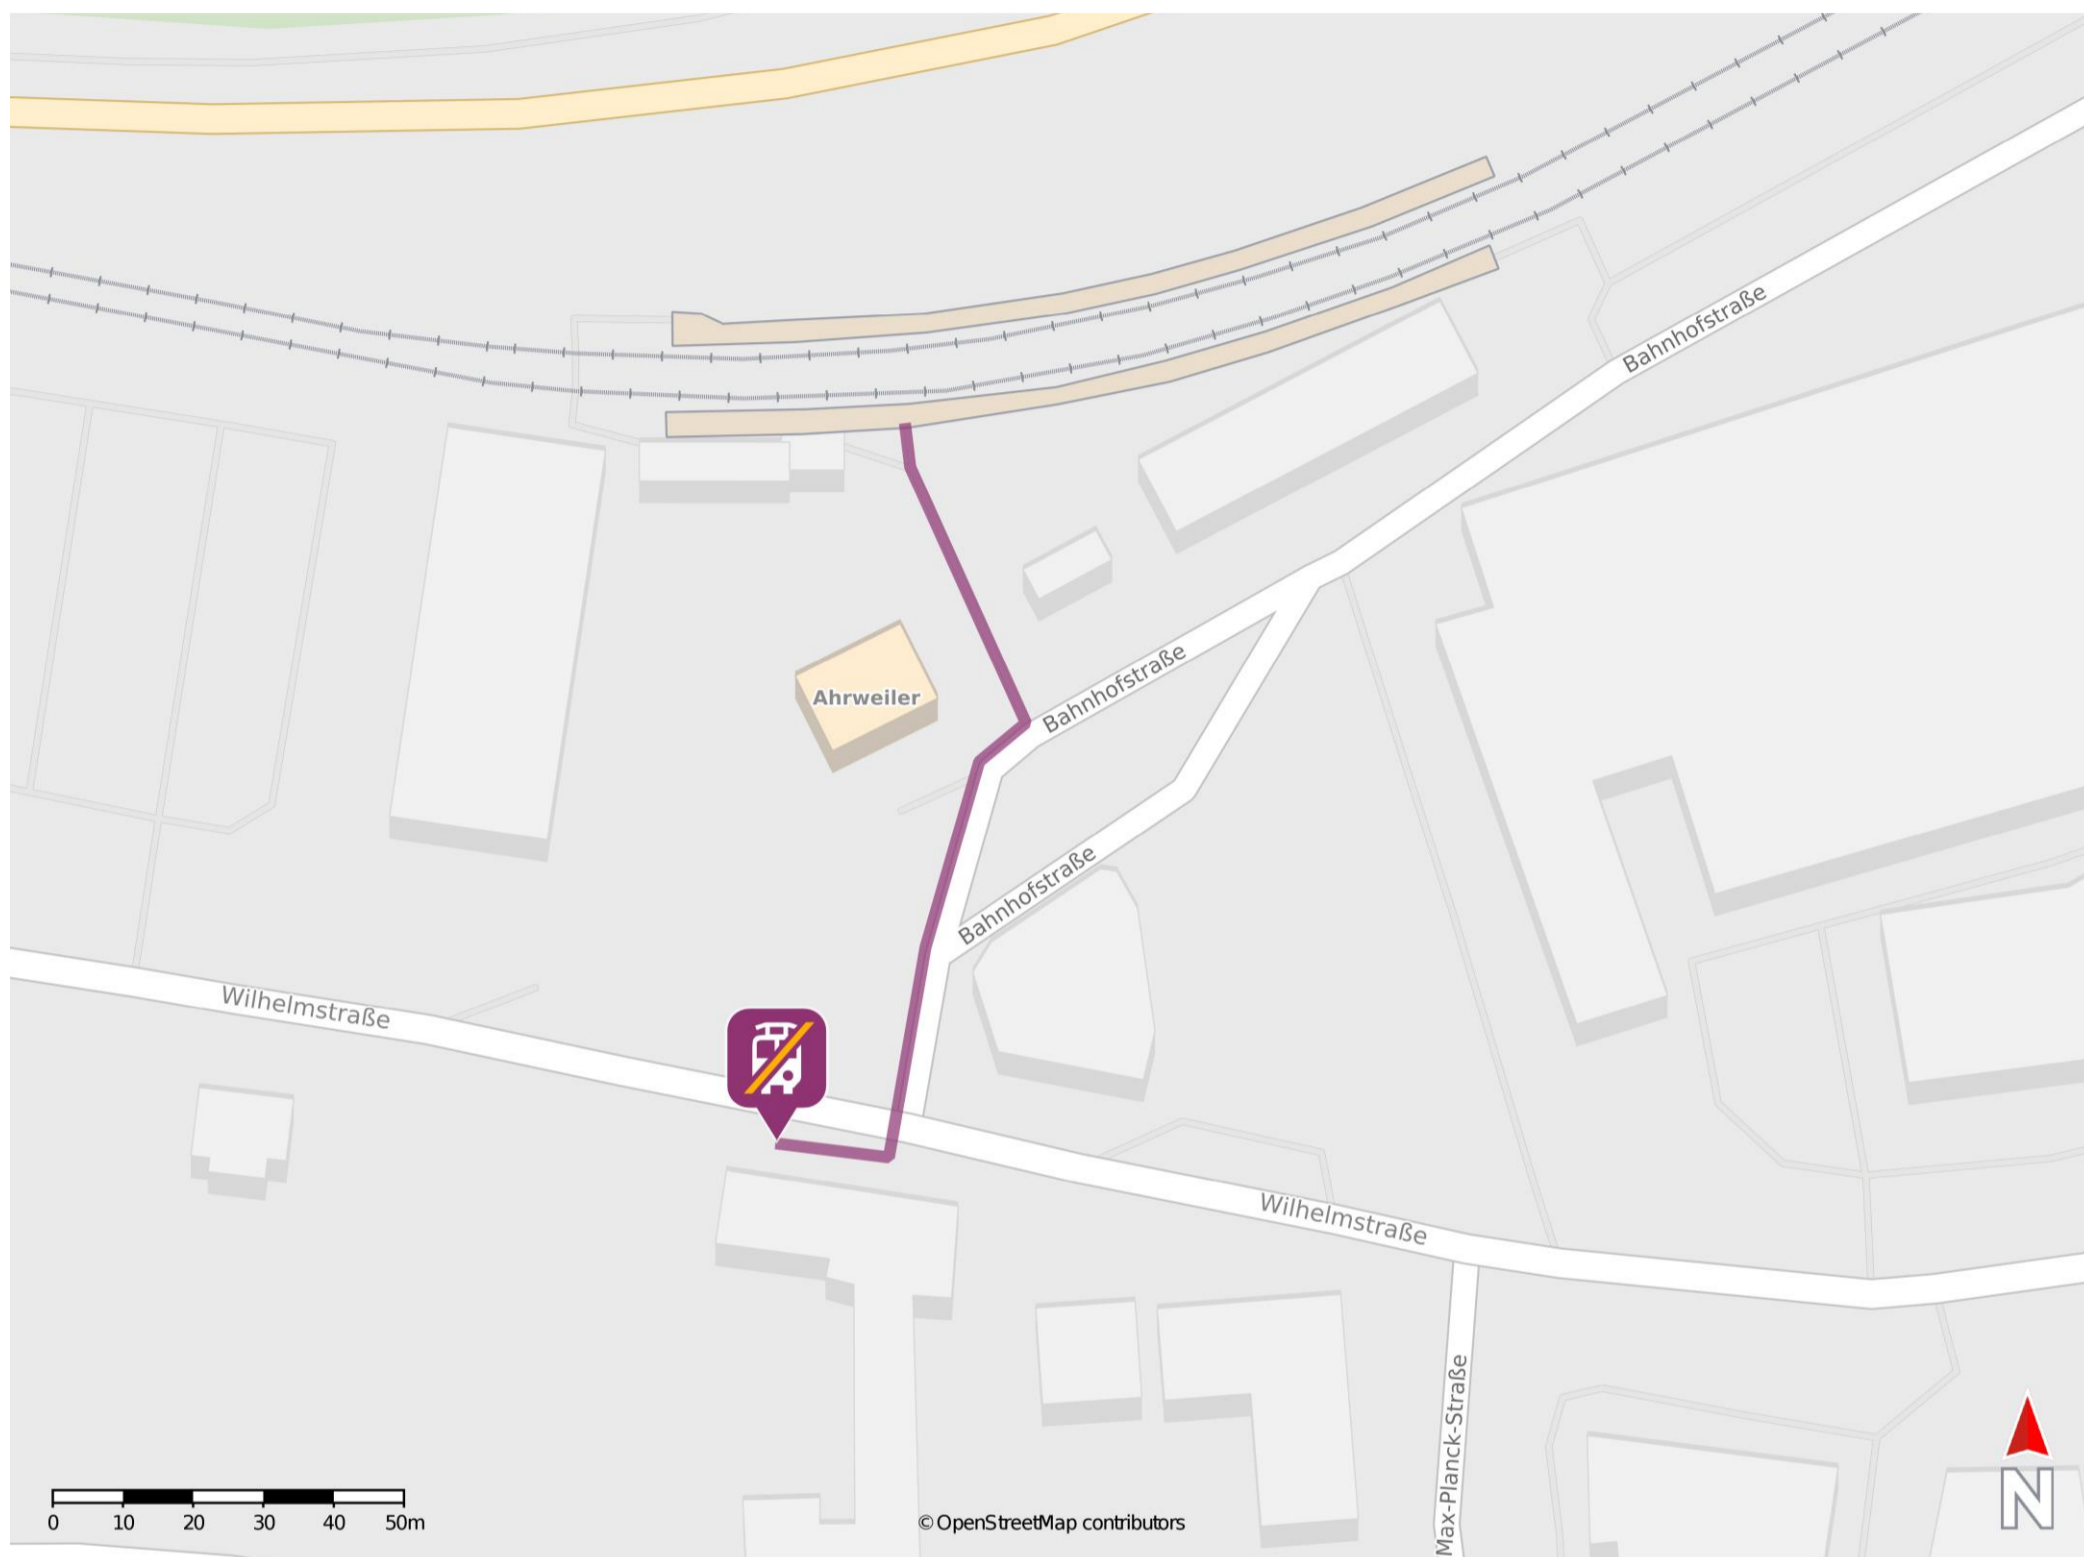 Bahnhofstraße
Bahnhofstraße
Ahrweiler
Bahnhofstraße
Wilhelmstraße
Wilhelmstraße
Max-Planck-Straße
N
0 10 20 30 40 50m
© OpenStreetMap contributors